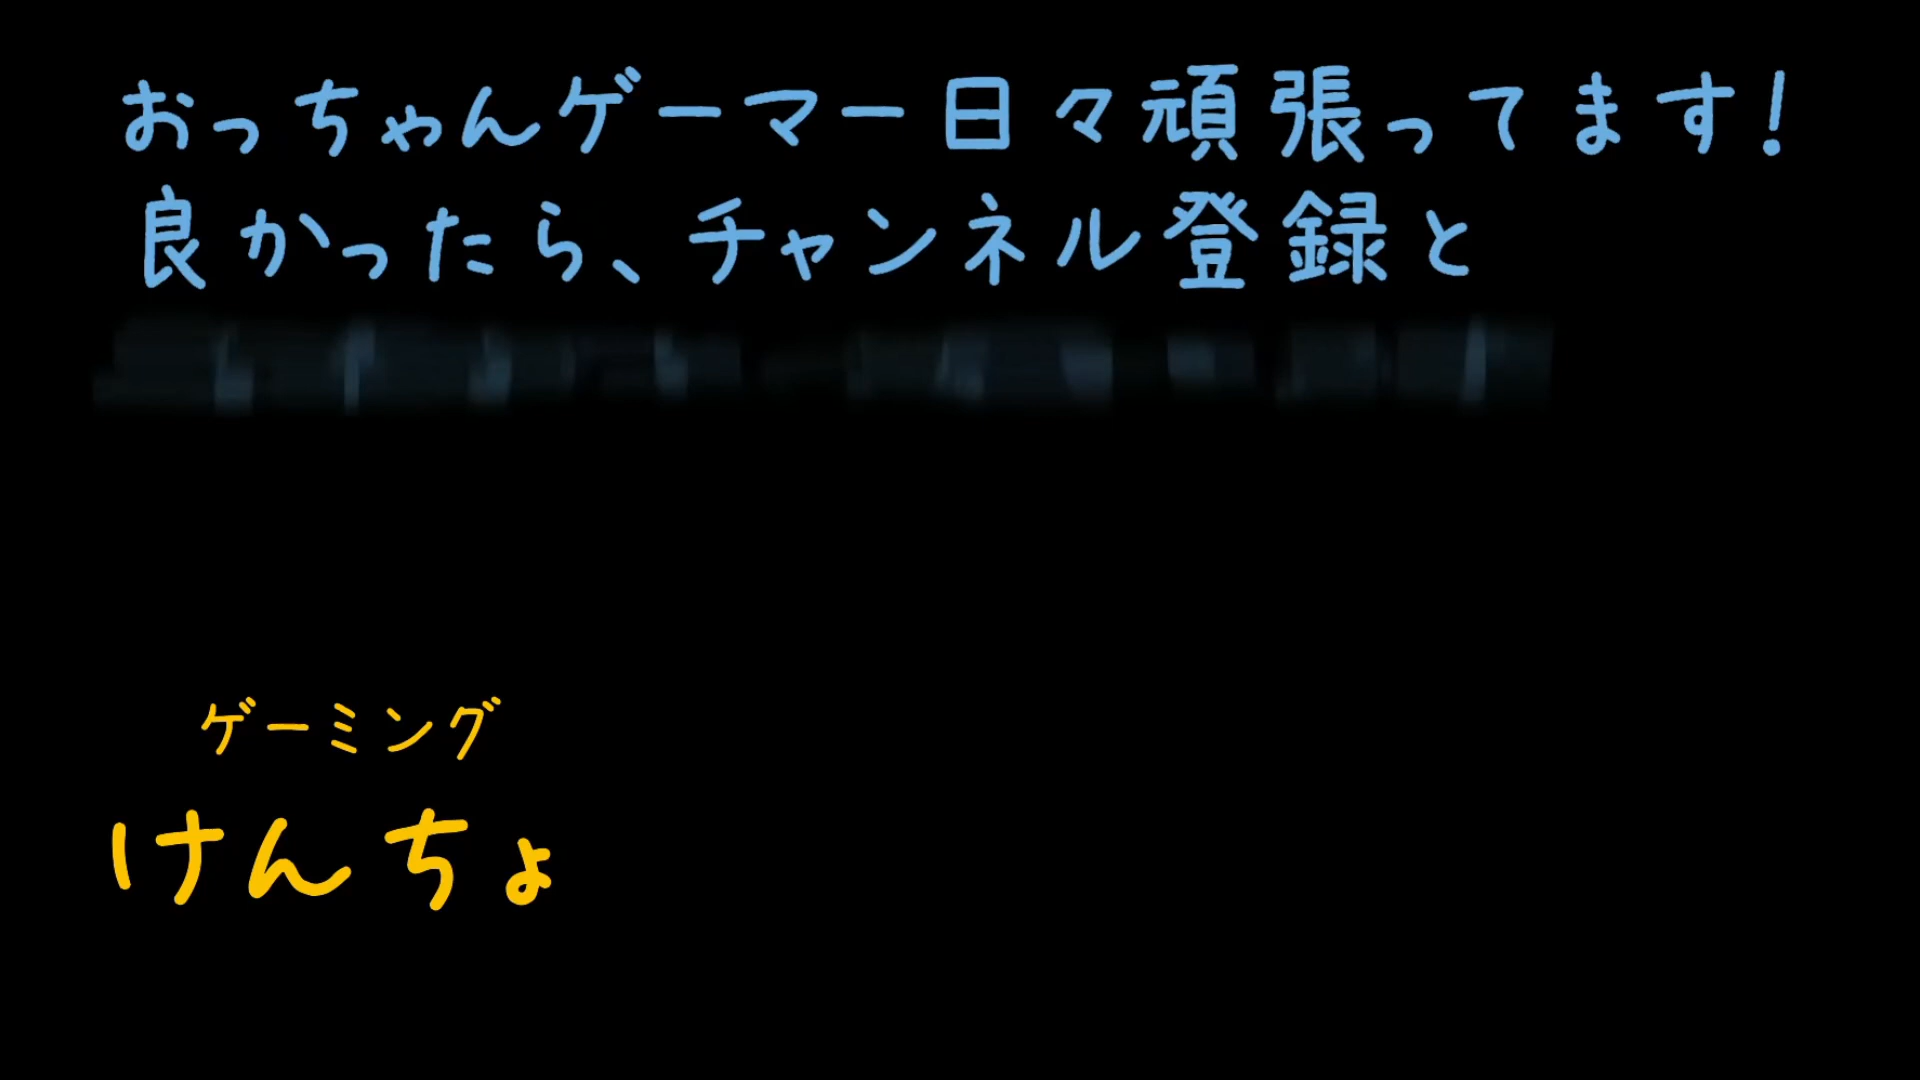 おっちゃんゲーマー日々頑張ってます!
良かったら、チャンネル登録と
ゲーミング
けんちょ